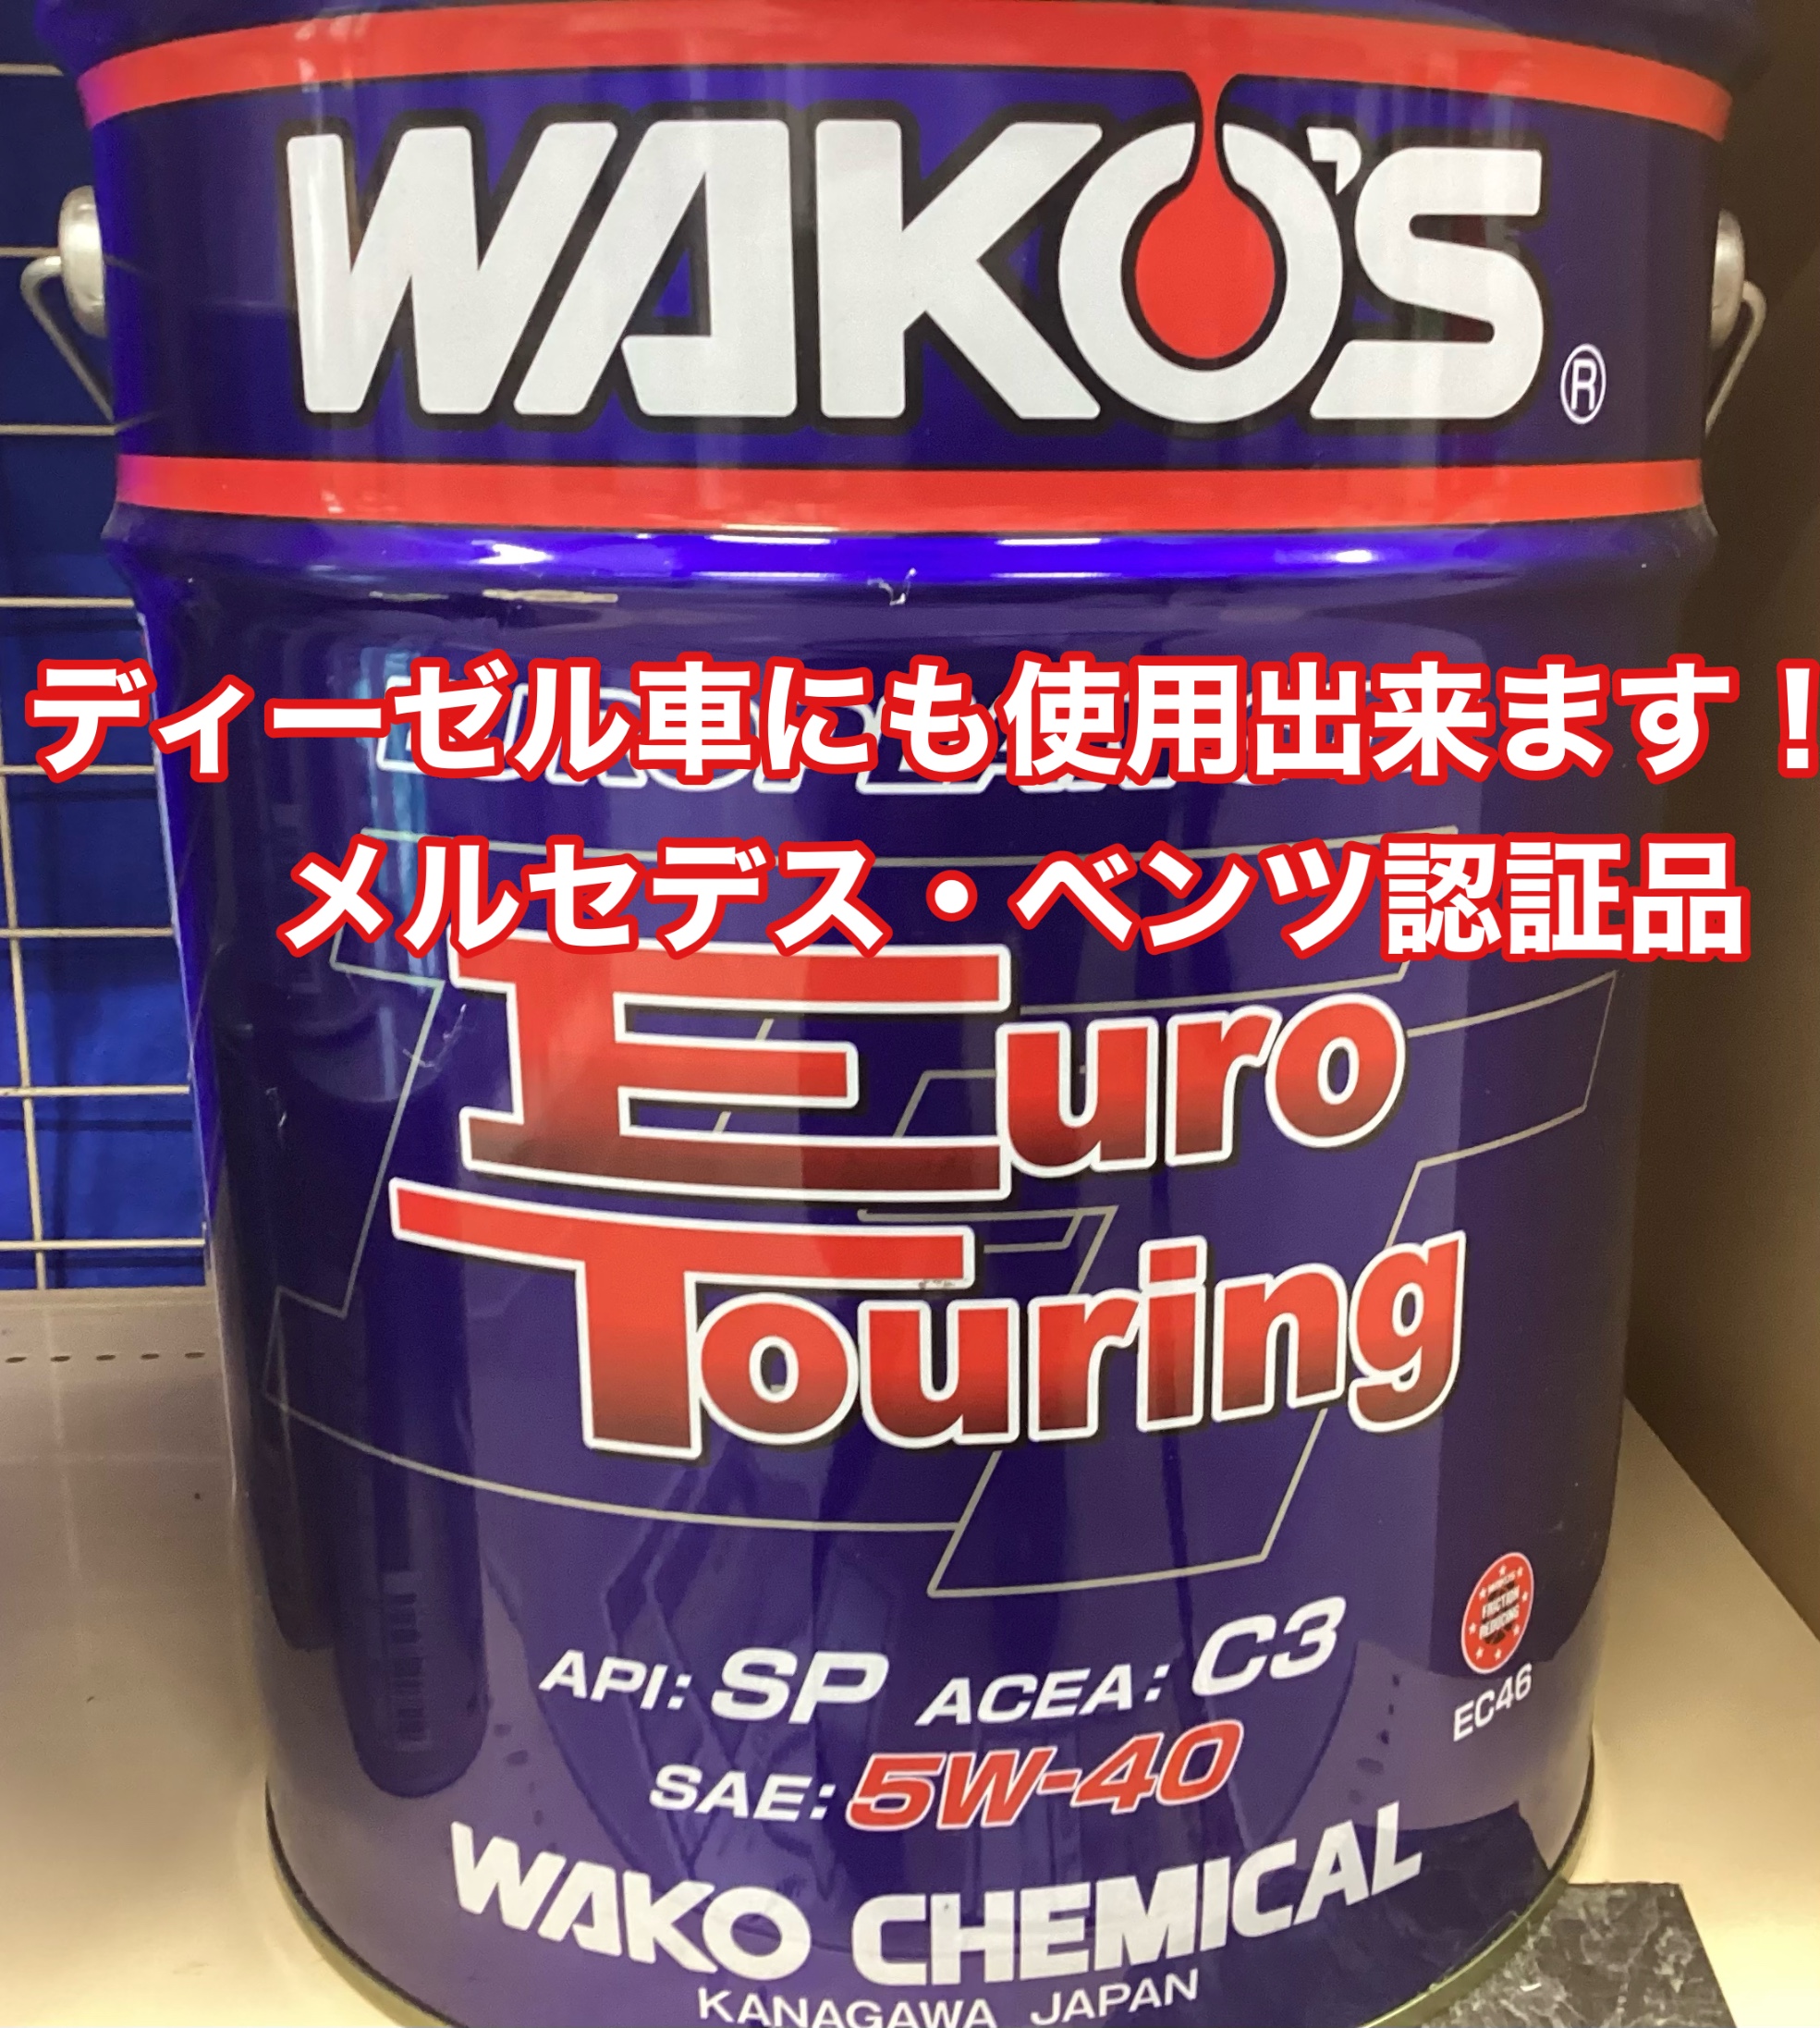 WAKO'S
®
ディーゼル車にも使用出来ます！
メルセデス・ベンツ認証品
Euro
Touring
FRICTION
REDUCING
API: SP ACEA: C3
EC46
SAE: 5W-40
WAKO CHEMICAL
KANAGAWA JAPAN